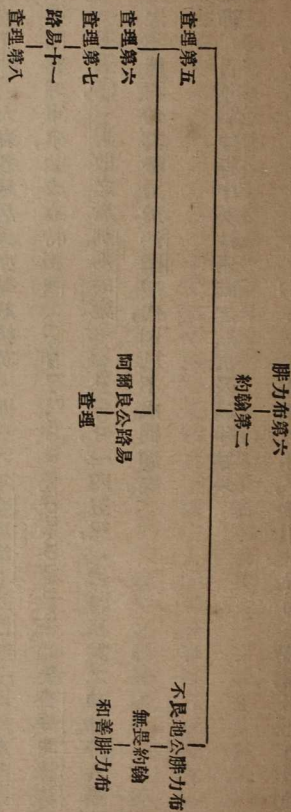 腓力布第六
約翰第二
查理第五
查理第六
查理第七
路易十一
查理第八
阿爾良公路易
查理
不艮地公腓力布
無畏約翰
和善腓力布